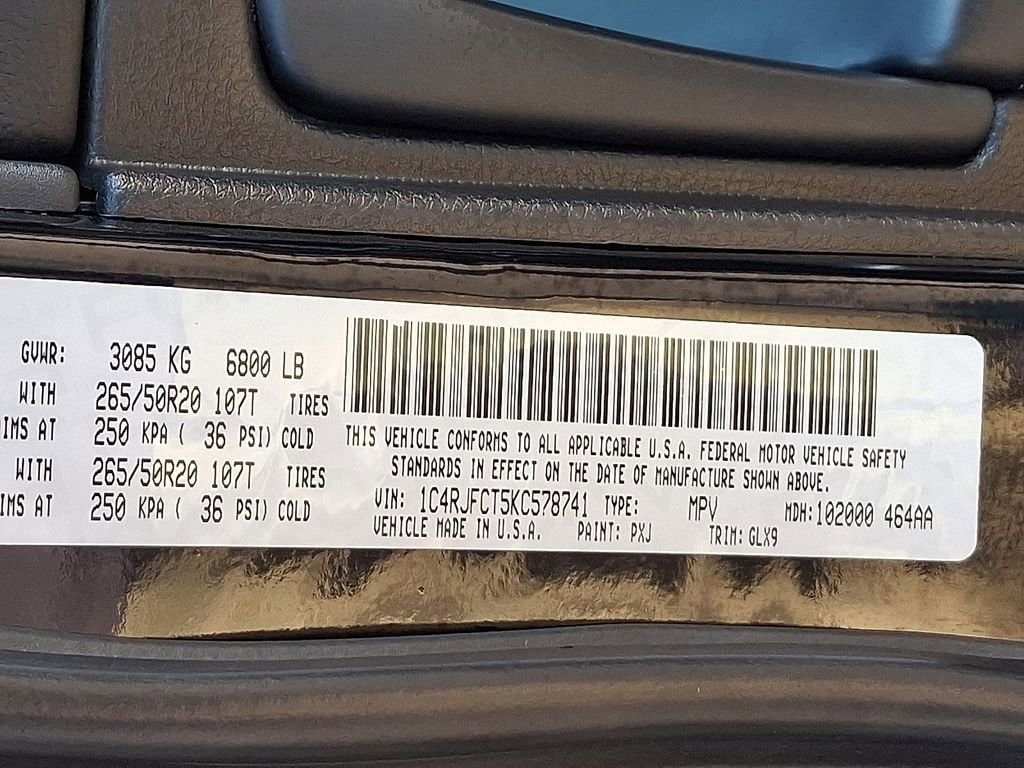 GVWR: 3085 KG 6800 LB
WITH 265/50R20 107T TIRES
IMS AT 250 KPA ( 36 PSI) COLD
WITH 265/50R20 107T TIRES
IMS AT 250 KPA ( 36 PSI) COLD
THIS VEHICLE CONFORMS TO ALL APPLICABLE U.S.A. FEDERAL MOTOR VEHICLE SAFETY
STANDARDS IN EFFECT ON THE DATE OF MANUFACTURE SHOWN ABOVE.
VIN: 1C4RJFCT5KC578741 TYPE: MPV MDH:102000 464AA
VEHICLE MADE IN U.S.A. PAINT: PXJ TRIM: GLX9